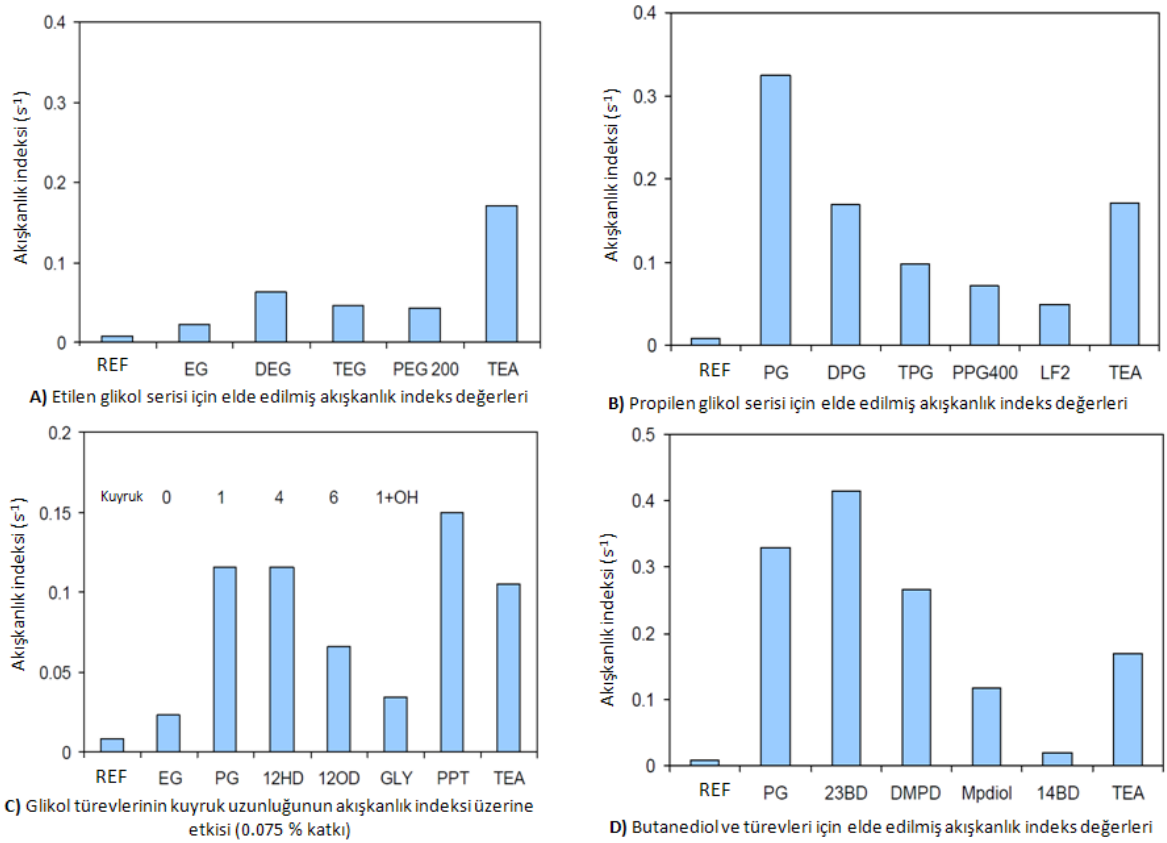 0.4
0.3
0.2
0.1
0
Akışkanlık indeksi (s-1)
REF EG DEG TEG PEG 200 TEA
A) Etilen glikol serisi için elde edilmiş akışkanlık indeks değerleri
0.4
0.3
0.2
0.1
0
Akışkanlık indeksi (s-1)
REF PG DPG TPG PPG400 LF2 TEA
B) Propilen glikol serisi için elde edilmiş akışkanlık indeks değerleri
0.2
0.15
0.1
0.05
0
Akışkanlık indeksi (s-1)
Kuyruk 0 1 4 6 1+OH
REF EG PG 12HD 12OD GLY PPT TEA
C) Glikol türevlerinin kuyruk uzunluğunun akışkanlık indeksi üzerine
etkisi (0.075 % katkı)
0.5
0.4
0.3
0.2
0.1
0
Akışkanlık indeksi (s-1)
REF PG 23BD DMPD Mpdiol 14BD TEA
D) Butanediol ve türevleri için elde edilmiş akışkanlık indeks değerleri